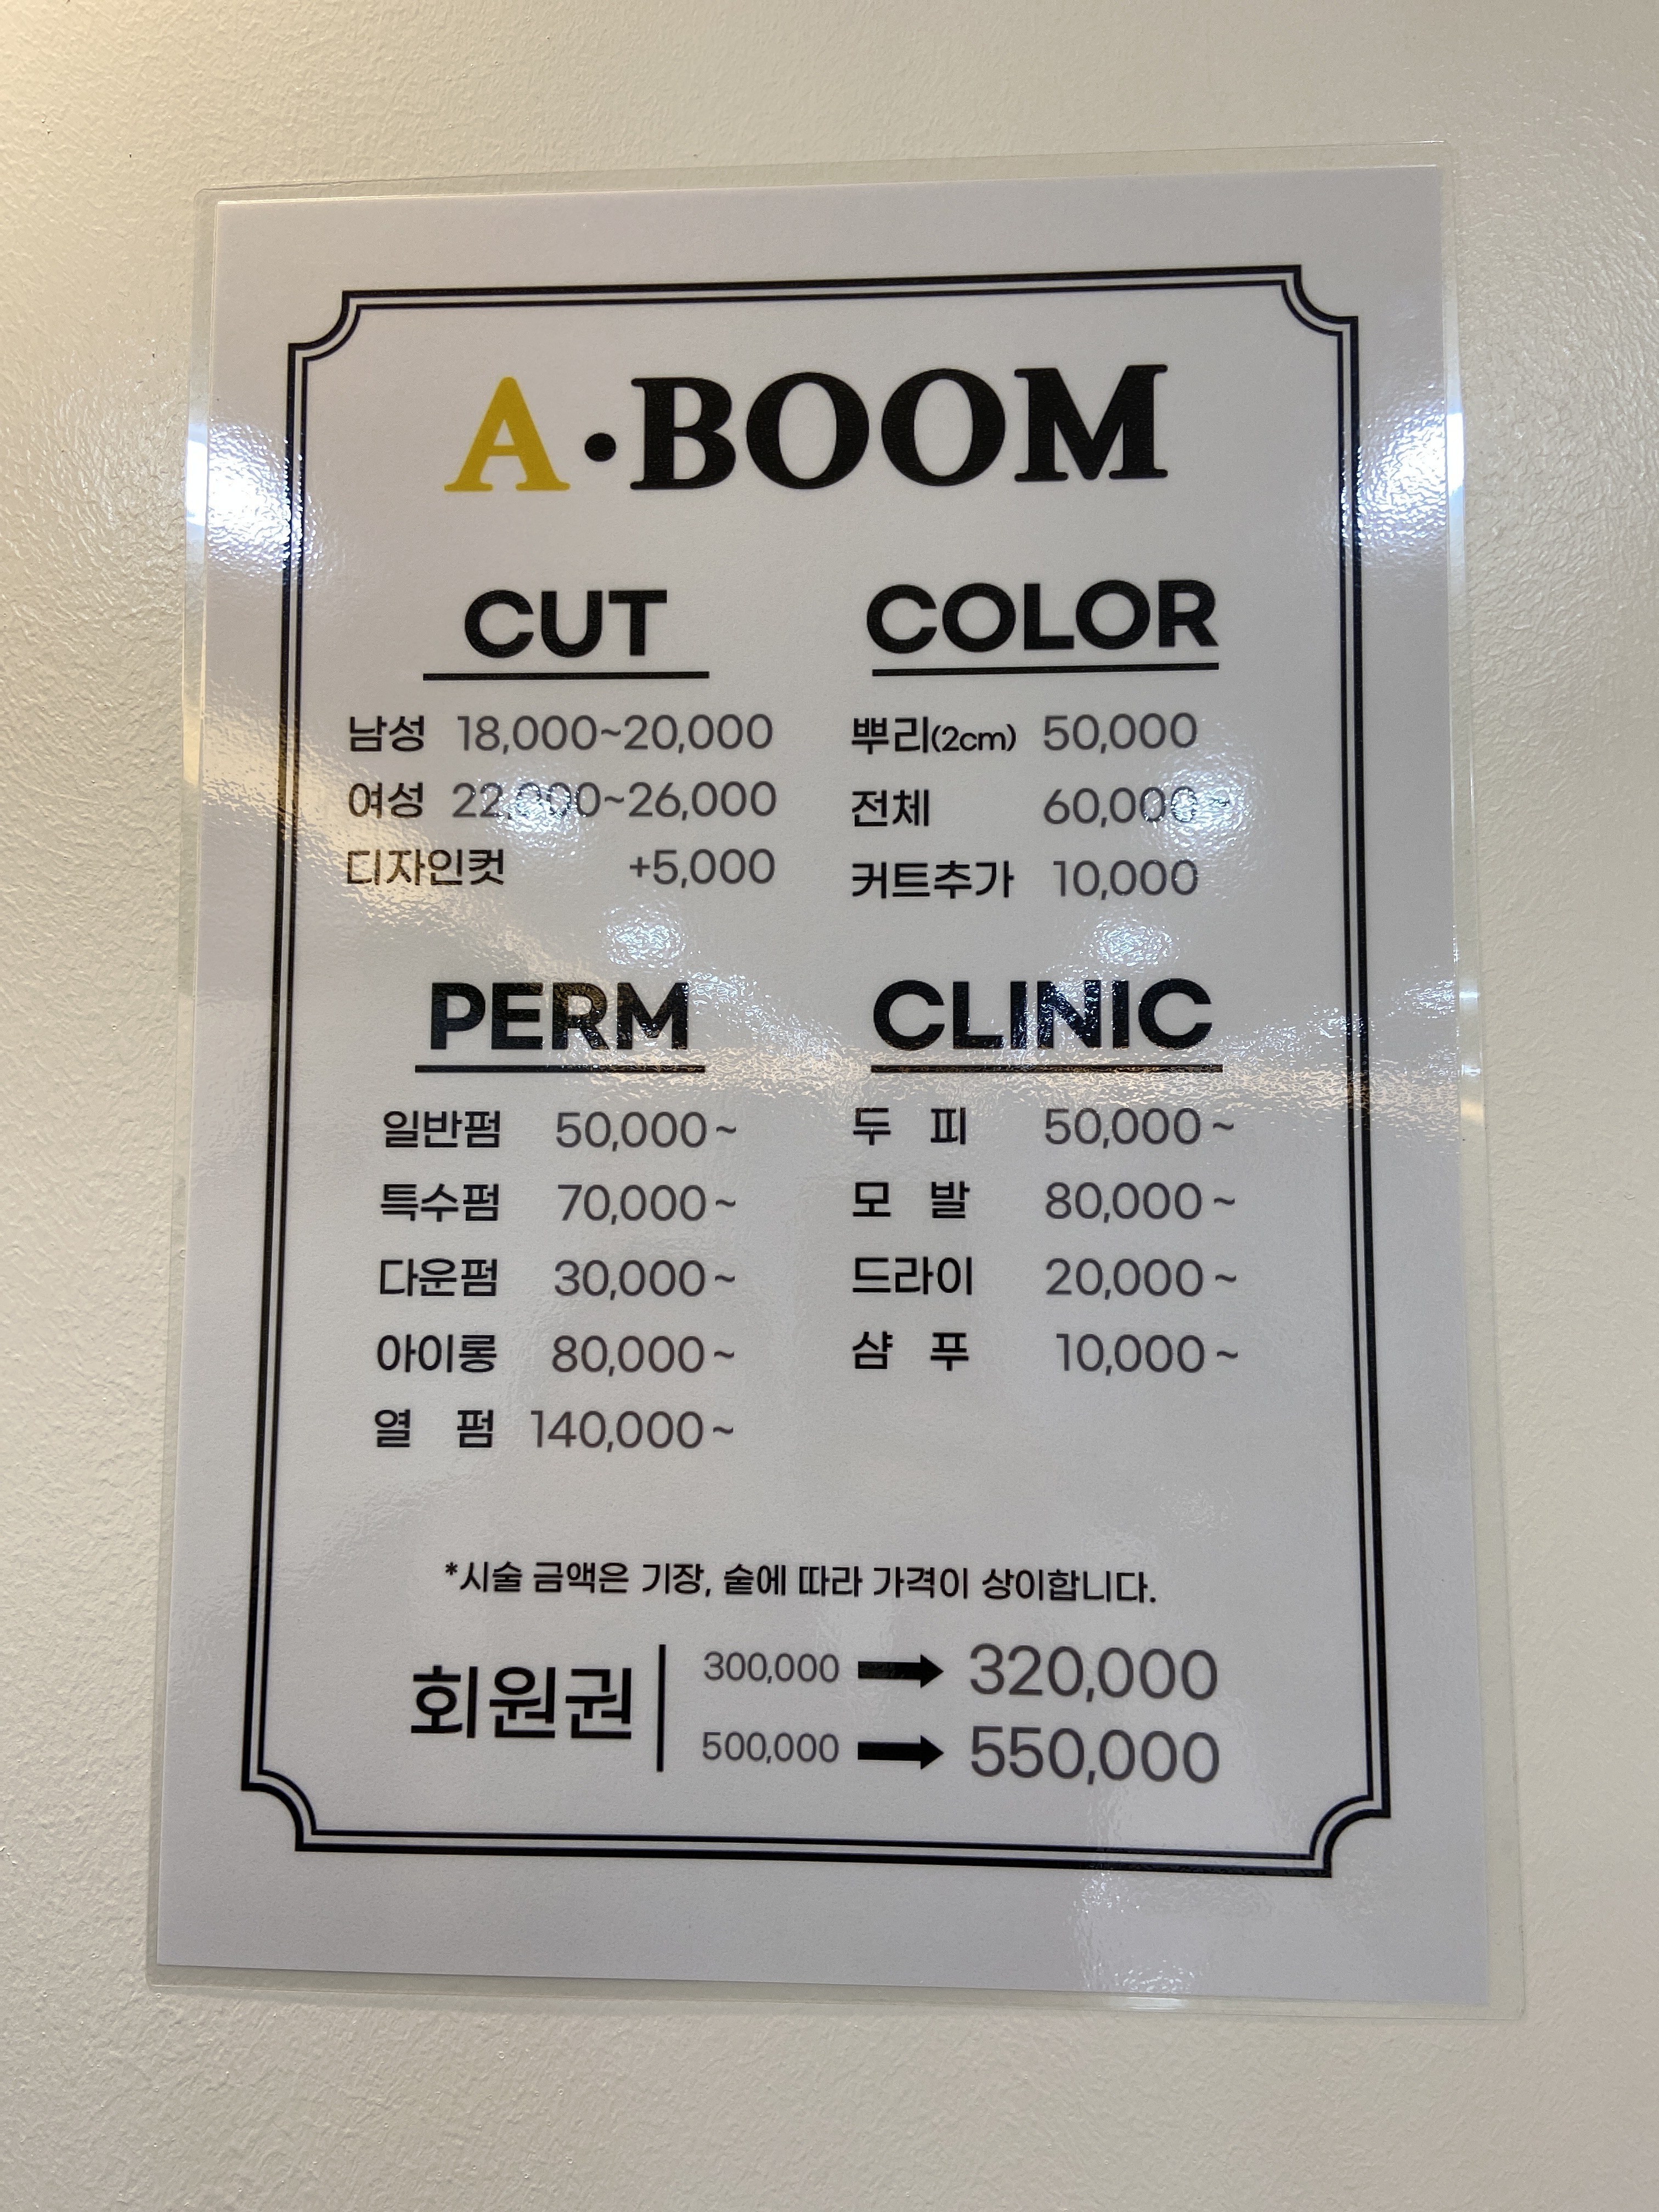 A·BOOM
CUT
남성 18,000~20,000
여성 22,000~26,000
디자인컷 +5,000
COLOR
뿌리(2cm) 50,000
전체 60,000~
커트추가 10,000
PERM
일반펌 50,000~
특수펌 70,000~
다운펌 30,000~
아이롱 80,000~
열 펌 140,000~
CLINIC
두 피 50,000~
모 발 80,000~
드라이 20,000~
샴 푸 10,000~
*시술 금액은 기장, 숱에 따라 가격이 상이합니다.
회원권
300,000 → 320,000
500,000 → 550,000